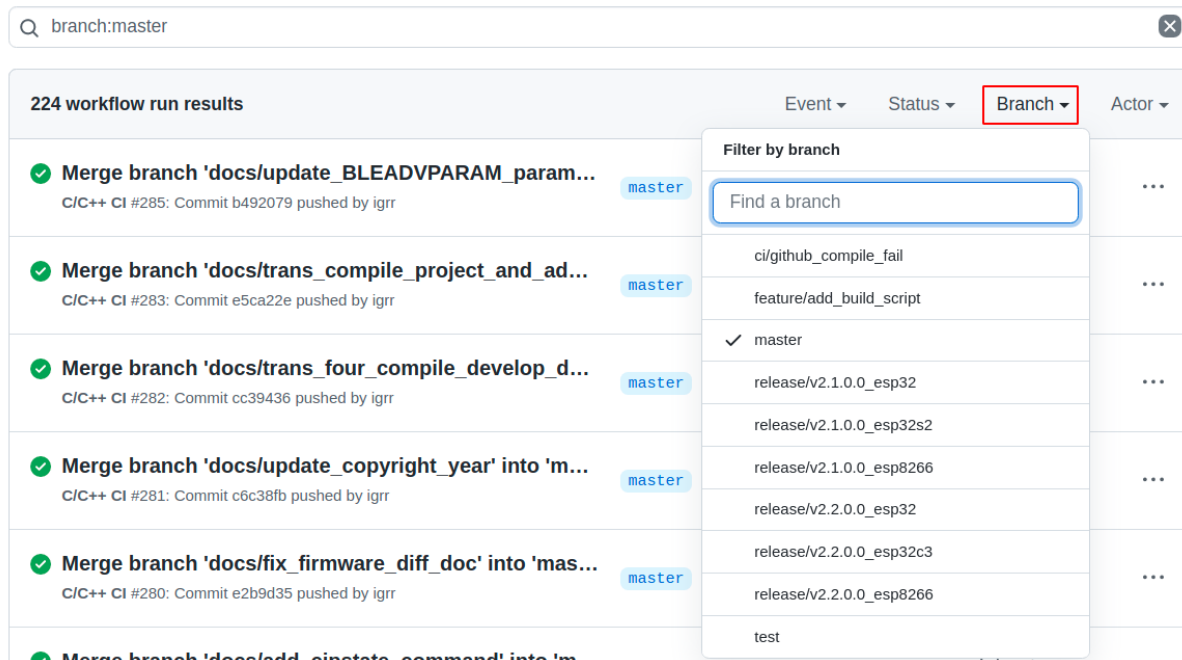 branch:master
224 workflow run results
Event
Status
Branch
Actor
Filter by branch
Find a branch
ci/github_compile_fail
feature/add_build_script
master
release/v2.1.0.0_esp32
release/v2.1.0.0_esp32s2
release/v2.1.0.0_esp8266
release/v2.2.0.0_esp32
release/v2.2.0.0_esp32c3
release/v2.2.0.0_esp8266
test
Merge branch 'docs/update_BLEADVPARAM_param...
master
C/C++ CI #285: Commit b492079 pushed by igrr
Merge branch 'docs/trans_compile_project_and_ad...
master
C/C++ CI #283: Commit e5ca22e pushed by igrr
Merge branch 'docs/trans_four_compile_develop_d...
master
C/C++ CI #282: Commit cc39436 pushed by igrr
Merge branch 'docs/update_copyright_year' into 'm...
master
C/C++ CI #281: Commit c6c38fb pushed by igrr
Merge branch 'docs/fix_firmware_diff_doc' into 'mas...
master
C/C++ CI #280: Commit e2b9d35 pushed by igrr